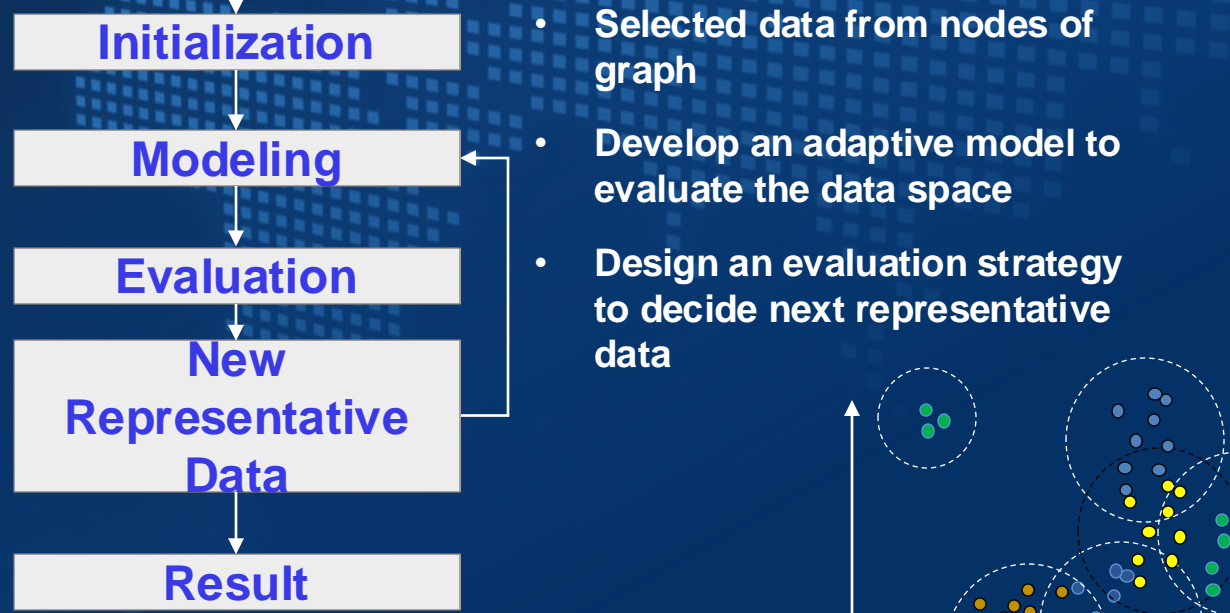 Initialization
Modeling
Evaluation
New
Representative
Data
Result
• Selected data from nodes of
graph
• Develop an adaptive model to
evaluate the data space
• Design an evaluation strategy
to decide next representative
data